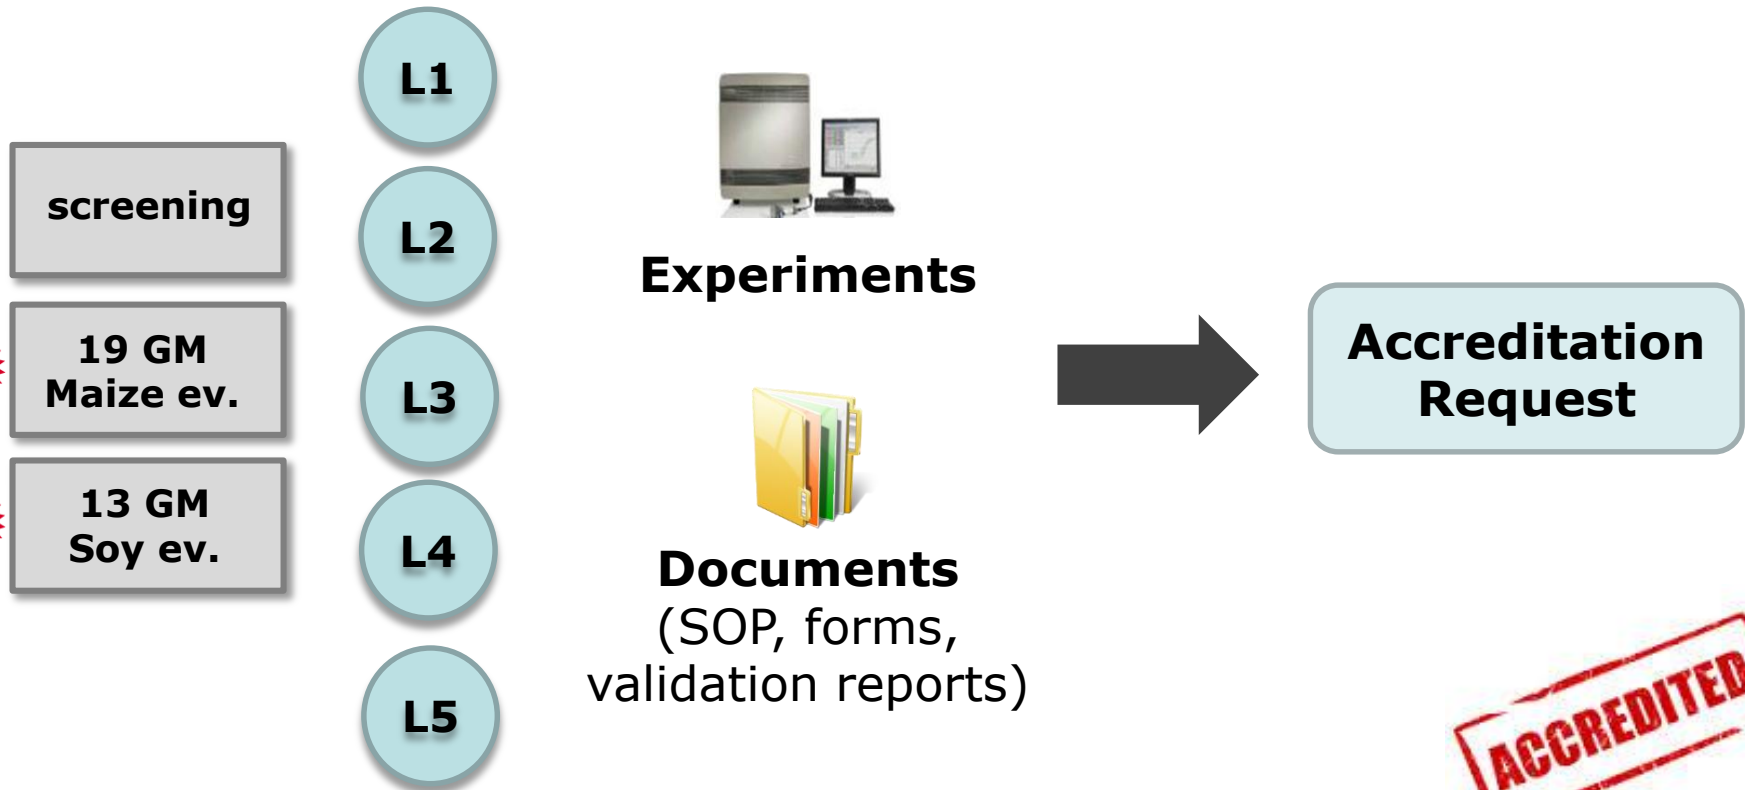 screening
19 GM
Maize ev.
13 GM
Soy ev.
L1
L2
L3
L4
L5
Experiments
Documents
(SOP, forms,
validation reports)
Accreditation
Request
ACCREDITED